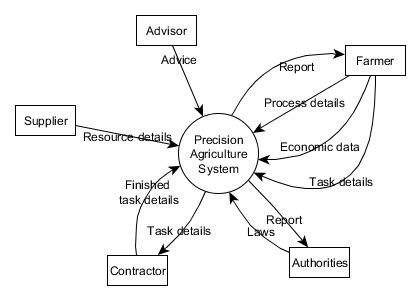 Advisor
Advice
Report
Farmer
Process details
Supplier
Resource details
Precision
Agriculture
System
Economic data
Task details
Finished
task details
Task details
Report
Laws
Contractor
Authorities